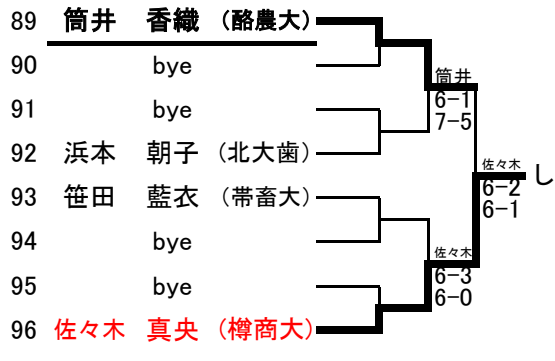 89 筒井 香織 (酪農大)
90 bye
筒井
6-1
7-5
91 bye
92 浜本 朝子 (北大歯)
佐々木
6-2
6-1
し
93 笹田 藍衣 (帯畜大)
94 bye
佐々木
6-3
6-0
95 bye
96 佐々木 真央 (樽商大)